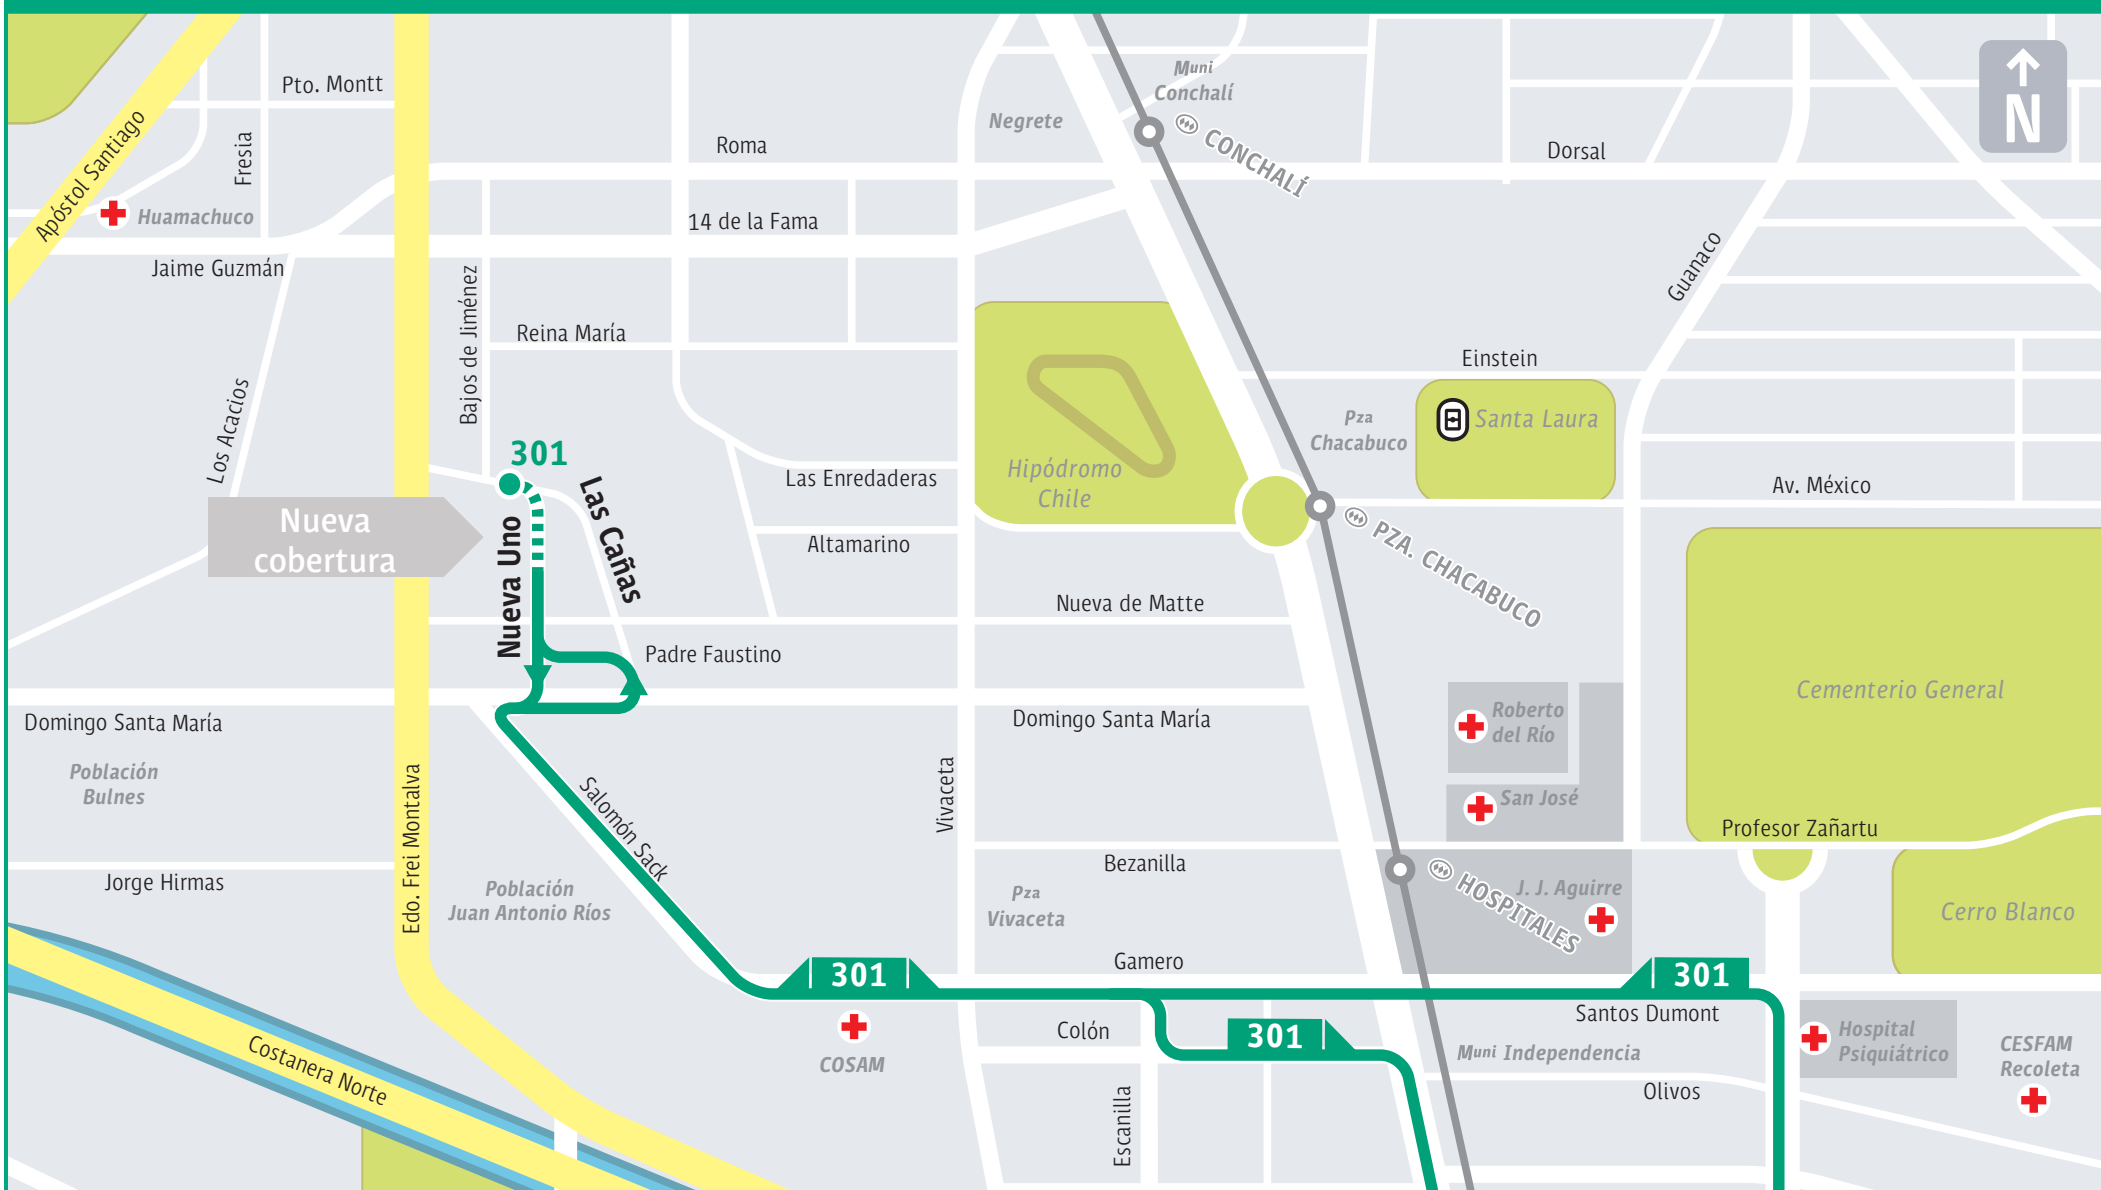 Pto. Montt
Muni
Conchalí
Negrete
N
Apóstol Santiago
Fresia
Roma
CONCHALÍ
Dorsal
Huamachuco
14 de la Fama
Jaime Guzmán
Guanaco
Bajos de Jiménez
Reina María
Einstein
Los Acacios
Pza
Chacabuco
Santa Laura
301
Las Enredaderas
Hipódromo
Chile
Av. México
Las Cañas
Nueva
cobertura
Nueva Uno
Altamarino
PZA. CHACABUCO
Nueva de Matte
Padre Faustino
Cementerio General
Domingo Santa María
Domingo Santa María
Roberto
del Río
Población
Bulnes
Salomón Sack
Vivaceta
San José
Edo. Frei Montalva
Profesor Zañartu
Bezanilla
Jorge Hirmas
Población
Juan Antonio Ríos
Pza
Vivaceta
HOSPITALES
J. J. Aguirre
Cerro Blanco
Gamero
301
301
Santos Dumont
Colón
301
Muni Independencia
Hospital
Psiquiátrico
CESFAM
Recoleta
COSAM
Costanera Norte
Olivos
Escanilla